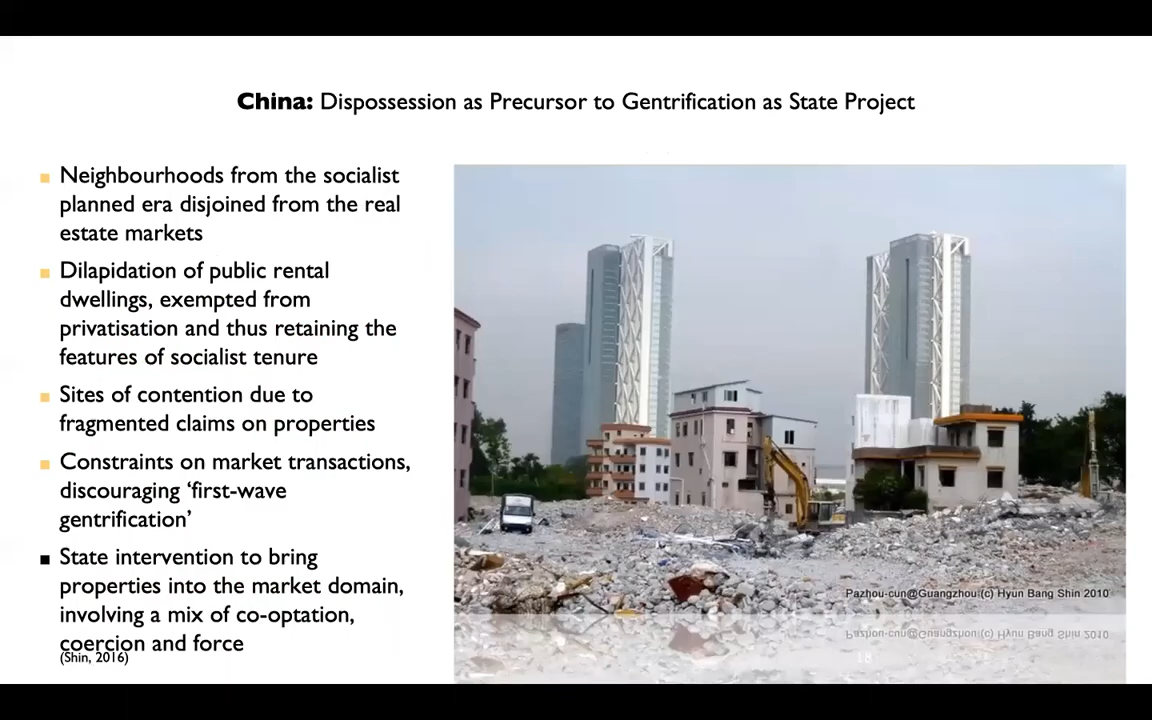 China: Dispossession as Precursor to Gentrification as State Project
Neighbourhoods from the socialist
planned era disjoined from the real
estate markets
Dilapidation of public rental
dwellings, exempted from
privatisation and thus retaining the
features of socialist tenure
Sites of contention due to
fragmented claims on properties
Constraints on market transactions,
discouraging ‘first-wave
gentrification’
State intervention to bring
properties into the market domain,
involving a mix of co-optation,
coercion and force
(Shin, 2016)
Pazhou-cun@Guangzhou (c) Hyun Bang Shin 2010
18